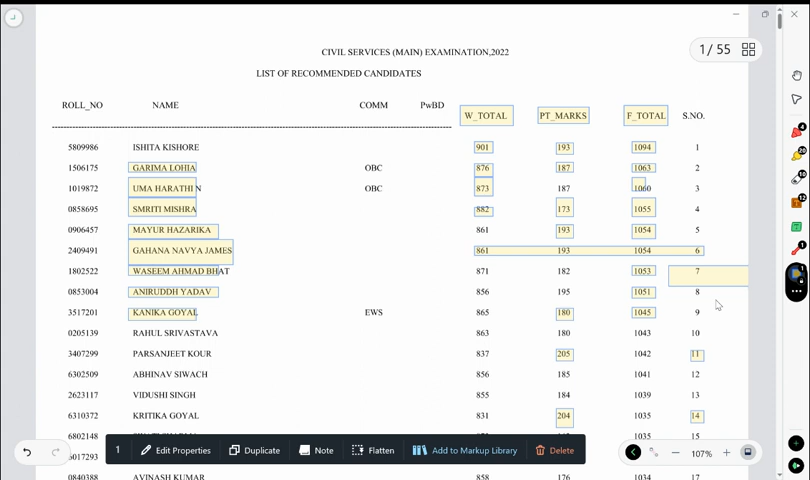 1 / 55
CIVIL SERVICES (MAIN) EXAMINATION,2022
LIST OF RECOMMENDED CANDIDATES
ROLL_NO NAME COMM PwBD W_TOTAL PT_MARKS F_TOTAL S.NO.
5809986 ISHITA KISHORE 901 193 1094 1
1506175 GARIMA LOHIA OBC 876 187 1063 2
1019872 UMA HARATHI N OBC 873 187 1060 3
0858695 SMRITI MISHRA 882 173 1055 4
0906457 MAYUR HAZARIKA 861 193 1054 5
2409491 GAHANA NAVYA JAMES 861 193 1054 6
1802522 WASEEM AHMAD BHAT 871 182 1053 7
0853004 ANIRUDDH YADAV 856 195 1051 8
3517201 KANIKA GOYAL EWS 865 180 1045 9
0205139 RAHUL SRIVASTAVA 863 180 1043 10
3407299 PARSANJEET KOUR 837 205 1042 11
6302509 ABHINAV SIWACH 856 185 1041 12
2623117 VIDUSHI SINGH 855 184 1039 13
6310372 KRITIKA GOYAL 831 204 1035 14
6802148 1035 15
6017293
1 Edit Properties Duplicate Note Flatten Add to Markup Library Delete
107%
0840388 AVINASH KUMAR 858 176 1034 17